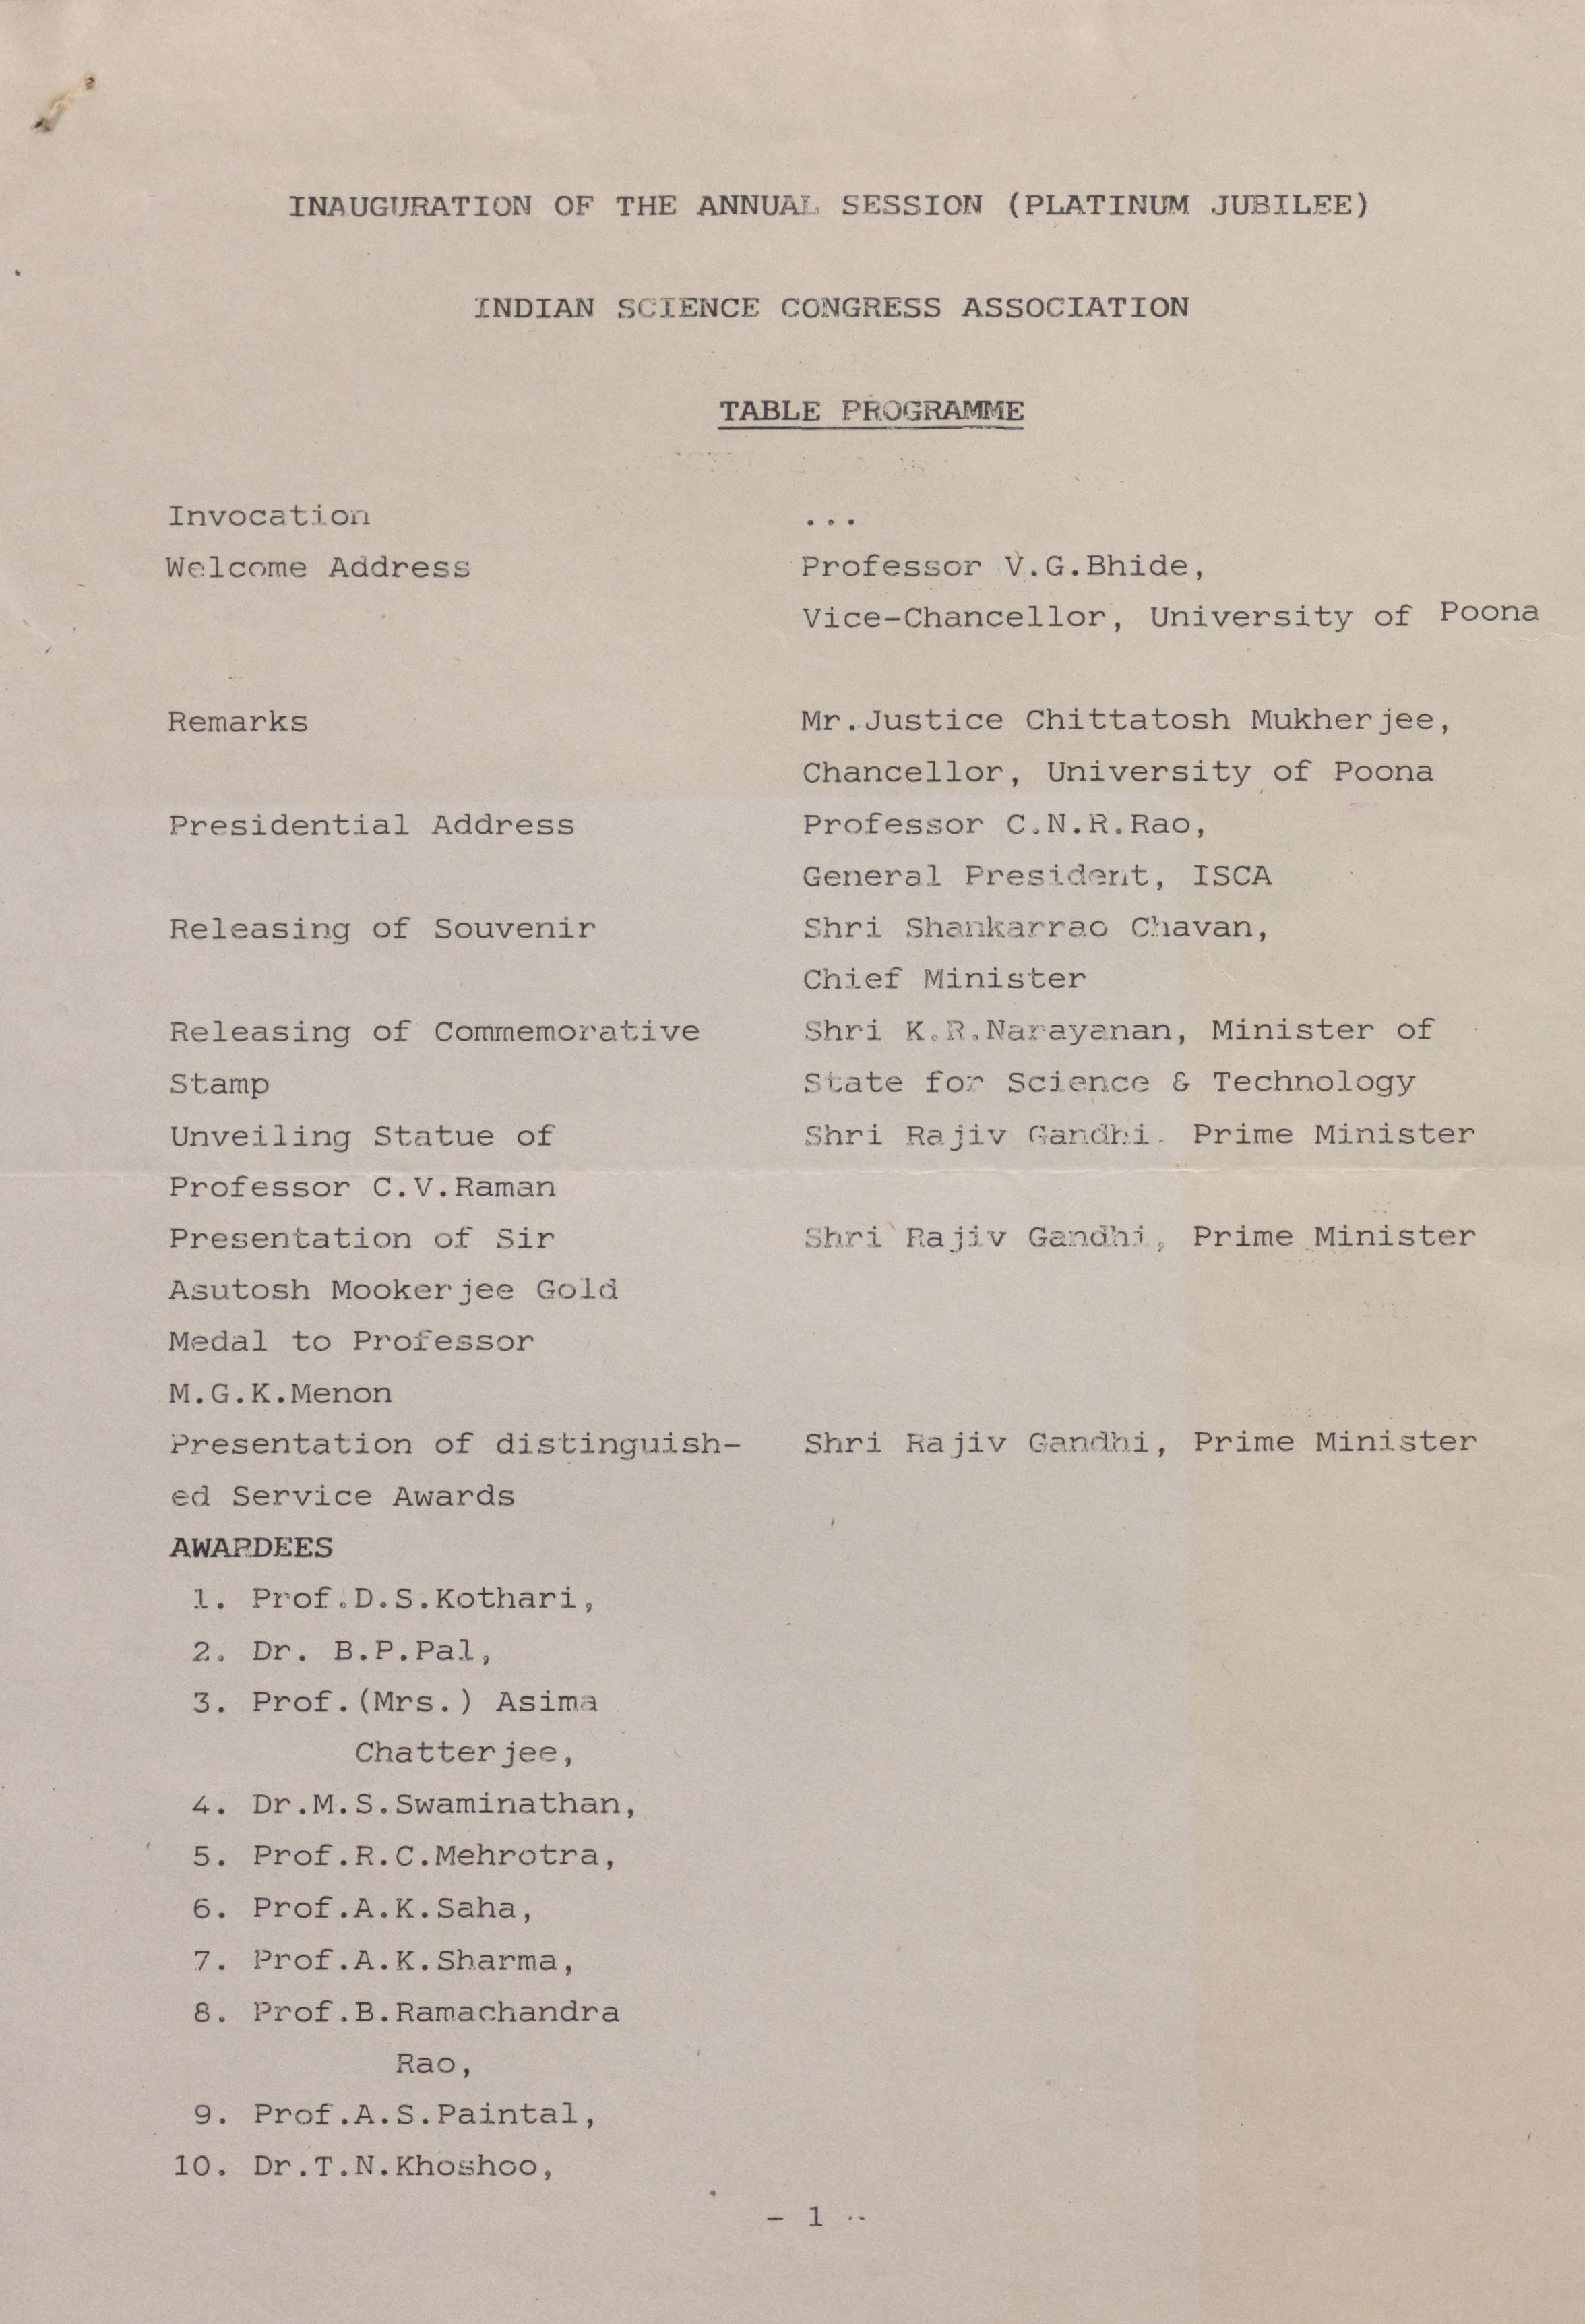 INAUGURATION OF THE ANNUAL SESSION (PLATINUM JUBILEE)
INDIAN SCIENCE CONGRESS ASSOCIATION
TABLE PROGRAMME
Invocation ...
Welcome Address Professor V.G.Bhide,
Vice-Chancellor, University of Poona
Remarks Mr.Justice Chittatosh Mukherjee,
Chancellor, University of Poona
Presidential Address Professor C.N.R.Rao,
General President, ISCA
Releasing of Souvenir Shri Shankarrao Chavan,
Chief Minister
Releasing of Commemorative Shri K.R.Narayanan, Minister of
Stamp State for Science & Technology
Unveiling Statue of Shri Rajiv Gandhi. Prime Minister
Professor C.V.Raman
Presentation of Sir Shri Rajiv Gandhi, Prime Minister
Asutosh Mookerjee Gold
Medal to Professor
M.G.K.Menon
Presentation of distinguish- Shri Rajiv Gandhi, Prime Minister
ed Service Awards
AWARDEES
1. Prof.D.S.Kothari,
2. Dr. B.P.Pal,
3. Prof.(Mrs.) Asima
Chatterjee,
4. Dr.M.S.Swaminathan,
5. Prof.R.C.Mehrotra,
6. Prof.A.K.Saha,
7. Prof.A.K.Sharma,
8. Prof.B.Ramachandra
Rao,
9. Prof.A.S.Paintal,
10. Dr.T.N.Khoshoo,
- 1 -